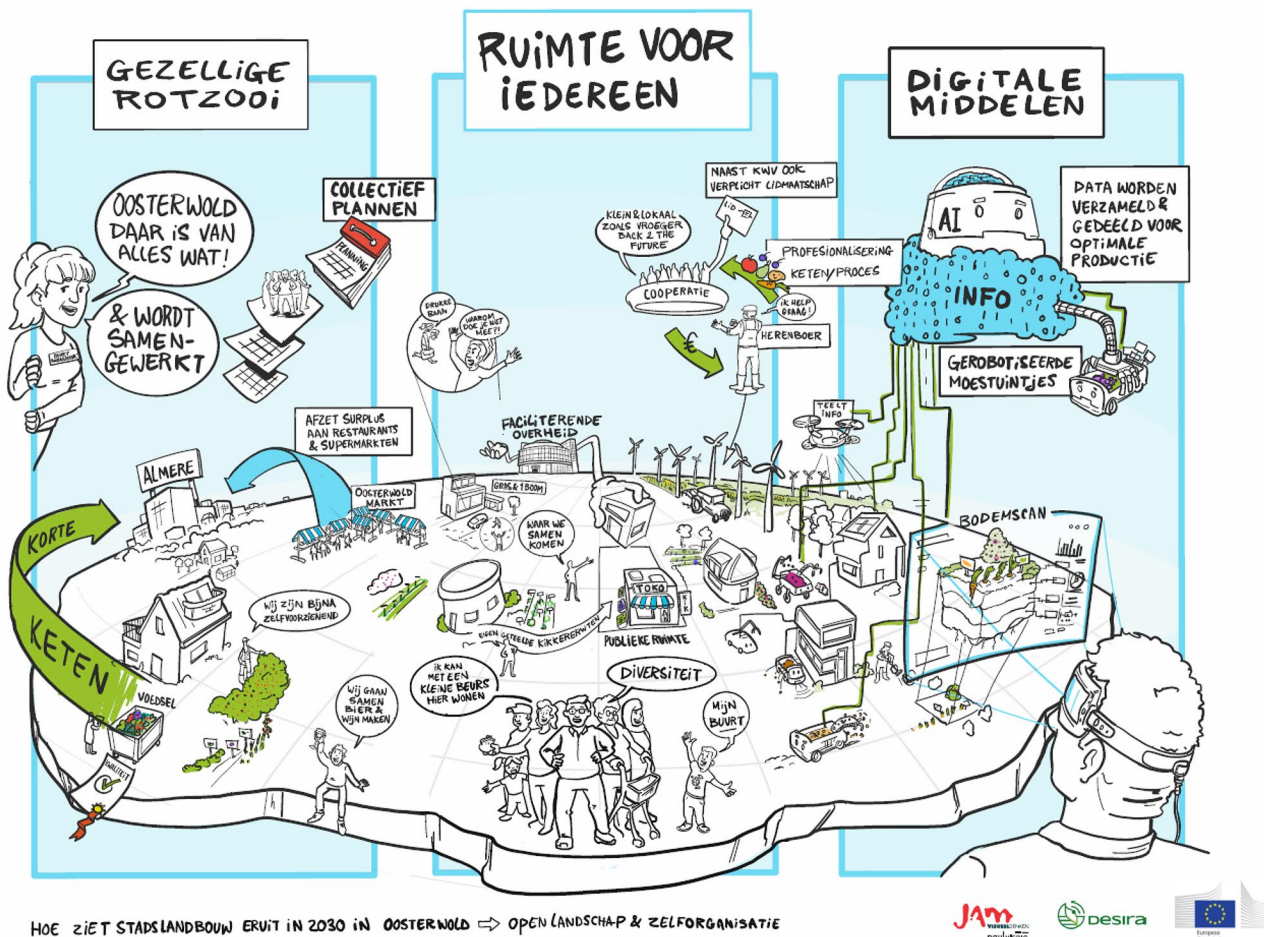 GEZELLiGE
ROTZOOi
RUiMTE VOOR
iEDEREEN
DiGiTALE
MiDDELEN
OOSTERWOLD
DAAR iS VAN
ALLES WAT!
& WORDT
SAMEN-
GEWERKT
COLLECTiEF
PLANNEN
PLANNING
NAAST KWV OOK
VERPLICHT LIDMAATSCHAP
LID
KLEIN & LOKAAL
ZOALS VROEGER
BACK 2 THE
FUTURE
COOPERATIE
PROFESIONALISERING
KETEN/PROCES
iK HELP
GRAAG!
HERENBOER
€
DRUKKE
BAAN
WAAROM
DOE JE NIET
MEE?!
AI
INFO
DATA WORDEN
VERZAMELD &
GEDEELD VOOR
OPTIMALE
PRODUCTIE
GEROBOTISEERDE
MOESTUINTJES
TEELT
INFO
AFZET SURPLUS
AAN RESTAURANTS
& SUPERMARKTEN
FACILITERENDE
OVERHEID
ALMERE
OOSTERWOLD
MARKT
GRAS & 1 BOOM
WAAR WE
SAMEN
KOMEN
BODEMSCAN
KORTE
KETEN
VOEDSEL
KWALITEIT
WIJ ZIJN BIJNA
ZELFVOORZIENEND
TOKO
EIGEN GETEELDE KIKKERERWTEN
PUBLIEKE RUIMTE
iK KAN
MET EEN
KLEINE BEURS
HIER WONEN
DIVERSITEIT
WIJ GAAN
SAMEN
BIER &
WIJN MAKEN
MIJN
BUURT
HOE ZIET STADSLANDBOUW ERUIT IN 2030 IN OOSTERWOLD ⇨ OPEN LANDSCHAP & ZELFORGANISATIE
JAM
VISUEELDENKEN
DESIRA
Europese